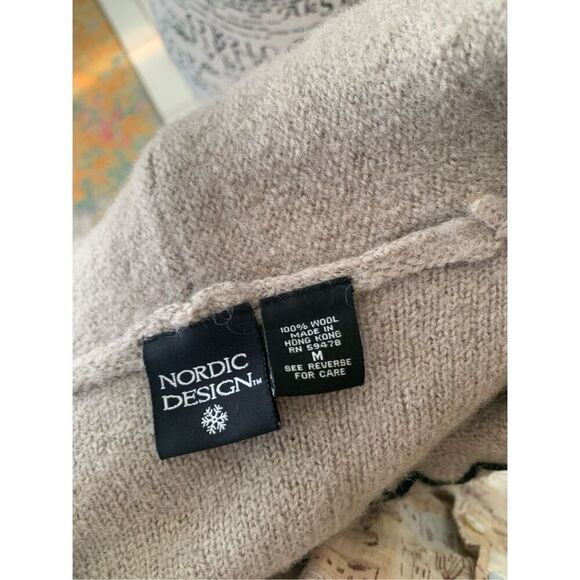 NORDIC
DESIGN™
100% WOOL
MADE IN
HONG KONG
RN 59478
M
SEE REVERSE
FOR CARE